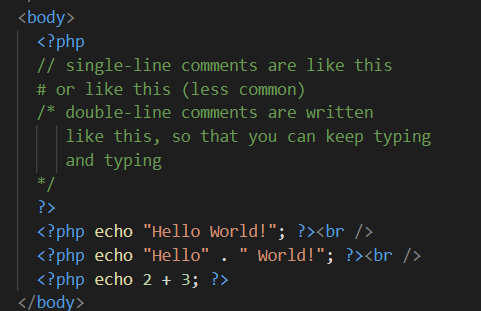 <body>
<?php
// single-line comments are like this
# or like this (less common)
/* double-line comments are written
like this, so that you can keep typing
and typing
*/
?>
<?php echo "Hello World!"; ?><br />
<?php echo "Hello" . " World!"; ?><br />
<?php echo 2 + 3; ?>
</body>